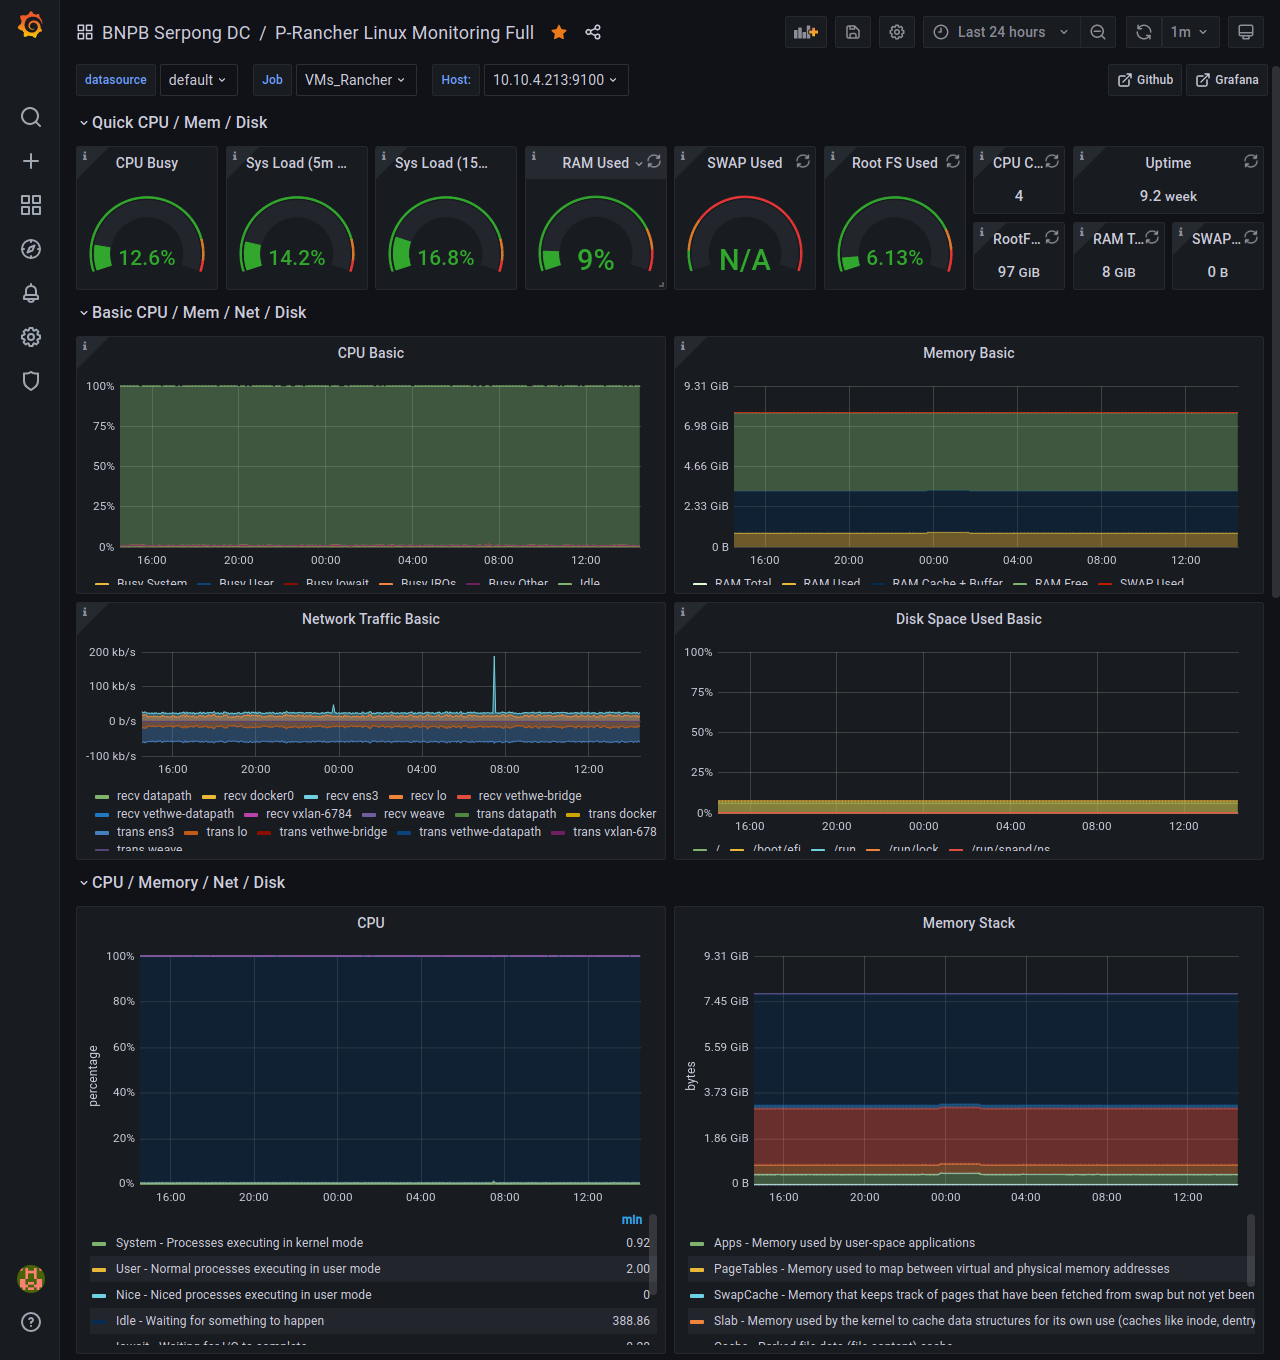 BNPB Serpong DC / P-Rancher Linux Monitoring Full
Last 24 hours
1m
datasource default Job VMs_Rancher Host: 10.10.4.213:9100 Github Grafana
Quick CPU / Mem / Disk
CPU Busy
12.6%
Sys Load (5m ...
14.2%
Sys Load (15...
16.8%
RAM Used
9%
SWAP Used
N/A
Root FS Used
6.13%
CPU C...
4
Uptime
9.2 week
RootF...
97 GiB
RAM T...
8 GiB
SWAP...
0 B
Basic CPU / Mem / Net / Disk
CPU Basic
100%
75%
50%
25%
0%
16:00 20:00 00:00 04:00 08:00 12:00
Busy System Busy User Busy Iowait Busy IRQs Busy Other Idle
Memory Basic
9.31 GiB
6.98 GiB
4.66 GiB
2.33 GiB
0 B
16:00 20:00 00:00 04:00 08:00 12:00
RAM Total RAM Used RAM Cache + Buffer RAM Free SWAP Used
Network Traffic Basic
200 kb/s
100 kb/s
0 b/s
-100 kb/s
16:00 20:00 00:00 04:00 08:00 12:00
recv datapath recv docker0 recv ens3 recv lo recv vethwe-bridge
recv vethwe-datapath recv vxlan-6784 recv weave trans datapath trans docker
trans ens3 trans lo trans vethwe-bridge trans vethwe-datapath trans vxlan-678
trans weave
Disk Space Used Basic
100%
75%
50%
25%
0%
16:00 20:00 00:00 04:00 08:00 12:00
/ /boot/efi /run /run/lock /run/snapd/ns
CPU / Memory / Net / Disk
CPU
percentage
100%
80%
60%
40%
20%
0%
16:00 20:00 00:00 04:00 08:00 12:00
min
System - Processes executing in kernel mode 0.92
User - Normal processes executing in user mode 2.00
Nice - Niced processes executing in user mode 0
Idle - Waiting for something to happen 388.86
Iowait - Waiting for I/O to complete
Memory Stack
bytes
9.31 GiB
7.45 GiB
5.59 GiB
3.73 GiB
1.86 GiB
0 B
16:00 20:00 00:00 04:00 08:00 12:00
Apps - Memory used by user-space applications
PageTables - Memory used to map between virtual and physical memory addresses
SwapCache - Memory that keeps track of pages that have been fetched from swap but not yet been
Slab - Memory used by the kernel to cache data structures for its own use (caches like inode, dentry
Cache - Parked file data (file content) cache